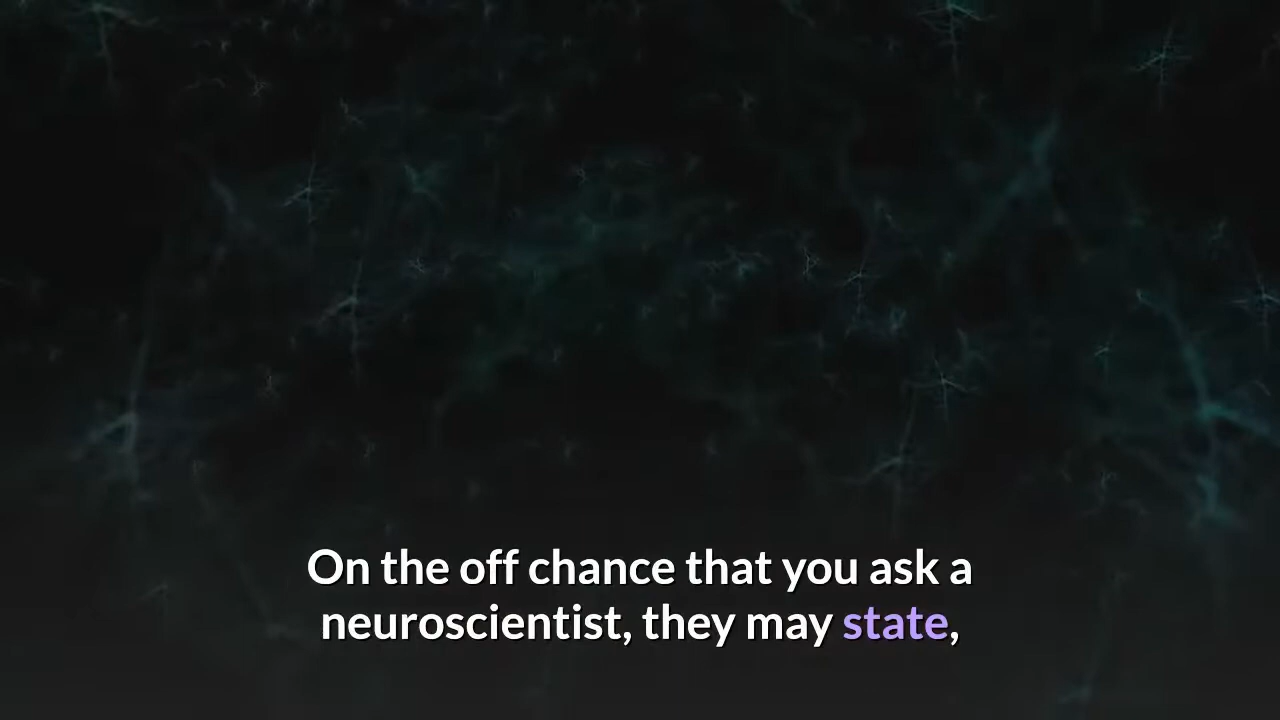 On the off chance that you ask a
neuroscientist, they may state,